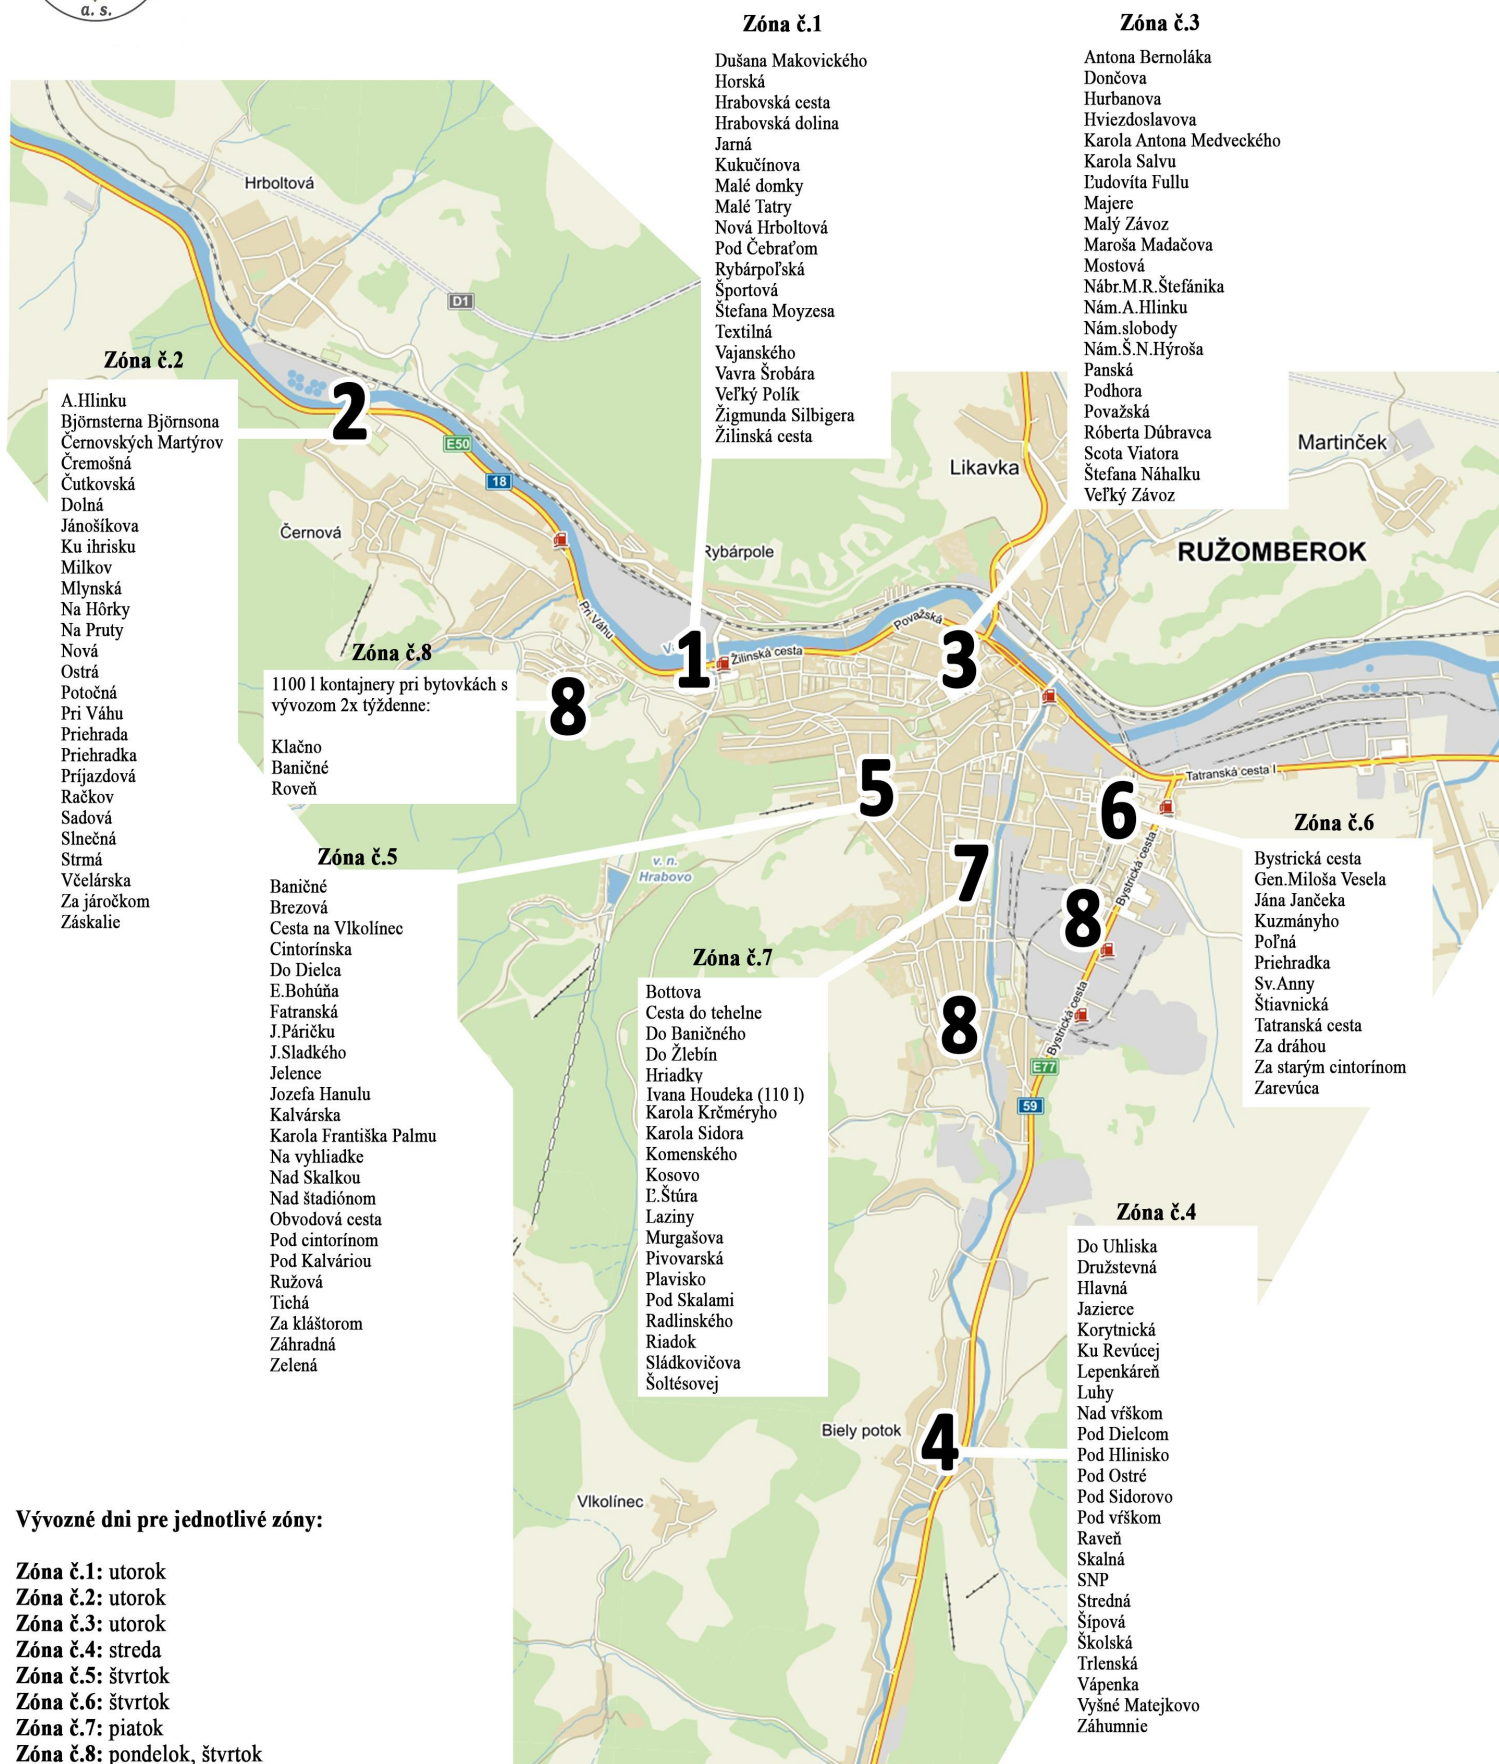 a. s.
Zóna č.1
Dušana Makovického
Horská
Hrabovská cesta
Hrabovská dolina
Jarná
Kukučínova
Malé domky
Malé Tatry
Nová Hrboltová
Pod Čebraťom
Rybárpoľská
Športová
Štefana Moyzesa
Textilná
Vajanského
Vavra Šrobára
Veľký Polík
Žigmunda Silbigera
Žilinská cesta
Zóna č.3
Antona Bernoláka
Dončova
Hurbanova
Hviezdoslavova
Karola Antona Medveckého
Karola Salvu
Ľudovíta Fullu
Majere
Malý Závoz
Maroša Madačova
Mostová
Nábr.M.R.Štefánika
Nám.A.Hlinku
Nám.slobody
Nám.Š.N.Hýroša
Panská
Podhora
Považská
Róberta Dúbravca
Scota Viatora
Štefana Náhalku
Veľký Závoz
Hrboltová
D1
Zóna č.2
A.Hlinku
Björnsterna Björnsona
Černovských Martýrov
Čremošná
Čutkovská
Dolná
Jánošíkova
Ku ihrisku
Milkov
Mlynská
Na Hôrky
Na Pruty
Nová
Ostrá
Potočná
Pri Váhu
Priehrada
Priehradka
Príjazdová
Račkov
Sadová
Slnečná
Strmá
Včelárska
Za járočkom
Záskalie
2
E50
18
Černová
Likavka
Martinček
RUŽOMBEROK
Rybárpole
Pri Váhu
1
Žilinská cesta
Považská
3
Zóna č.8
1100 l kontajnery pri bytovkách s
vývozom 2x týždenne:
Klačno
Baničné
Roveň
8
5
6
Tatranská cesta I
Bystrická cesta
v. n.
Hrabovo
7
8
8
Bystrická cesta
E77
59
Zóna č.5
Baničné
Brezová
Cesta na Vlkolínec
Cintorínska
Do Dielca
E.Bohúňa
Fatranská
J.Páričku
J.Sladkého
Jelence
Jozefa Hanulu
Kalvárska
Karola Františka Palmu
Na vyhliadke
Nad Skalkou
Nad štadiónom
Obvodová cesta
Pod cintorínom
Pod Kalváriou
Ružová
Tichá
Za kláštorom
Záhradná
Zelená
Zóna č.7
Bottova
Cesta do tehelne
Do Baničného
Do Žlebín
Hriadky
Ivana Houdeka (110 l)
Karola Krčméryho
Karola Sidora
Komenského
Kosovo
Ľ.Štúra
Laziny
Murgašova
Pivovarská
Plavisko
Pod Skalami
Radlinského
Riadok
Sládkovičova
Šoltésovej
Zóna č.6
Bystrická cesta
Gen.Miloša Vesela
Jána Jančeka
Kuzmányho
Poľná
Priehradka
Sv.Anny
Štiavnická
Tatranská cesta
Za dráhou
Za starým cintorínom
Zarevúca
Zóna č.4
Do Uhliska
Družstevná
Hlavná
Jazierce
Korytnická
Ku Revúcej
Lepenkáreň
Luhy
Nad vŕškom
Pod Dielcom
Pod Hlinisko
Pod Ostré
Pod Sidorovo
Pod vŕškom
Raveň
Skalná
SNP
Stredná
Šípová
Školská
Trlenská
Vápenka
Vyšné Matejkovo
Záhumnie
Biely potok
4
Vlkolínec
Vývozné dni pre jednotlivé zóny:
Zóna č.1: utorok
Zóna č.2: utorok
Zóna č.3: utorok
Zóna č.4: streda
Zóna č.5: štvrtok
Zóna č.6: štvrtok
Zóna č.7: piatok
Zóna č.8: pondelok, štvrtok